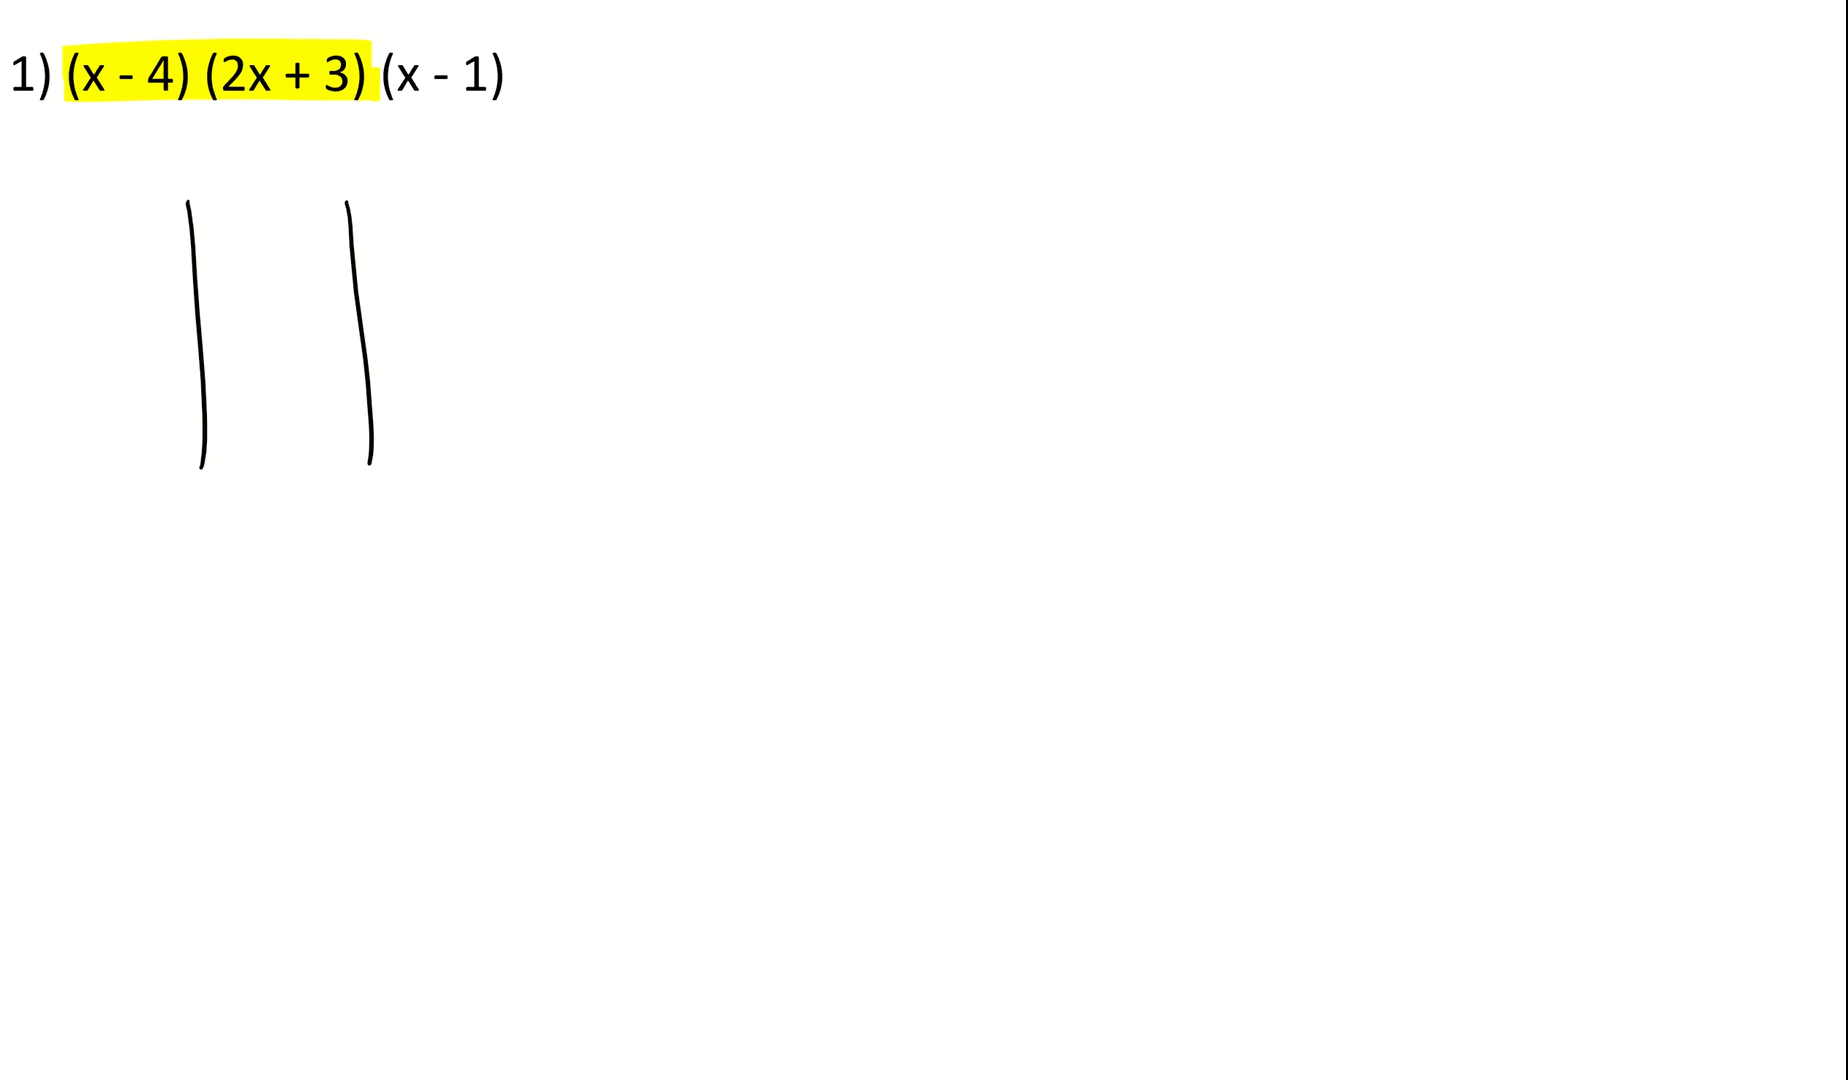 1) (x - 4) (2x + 3) (x - 1)